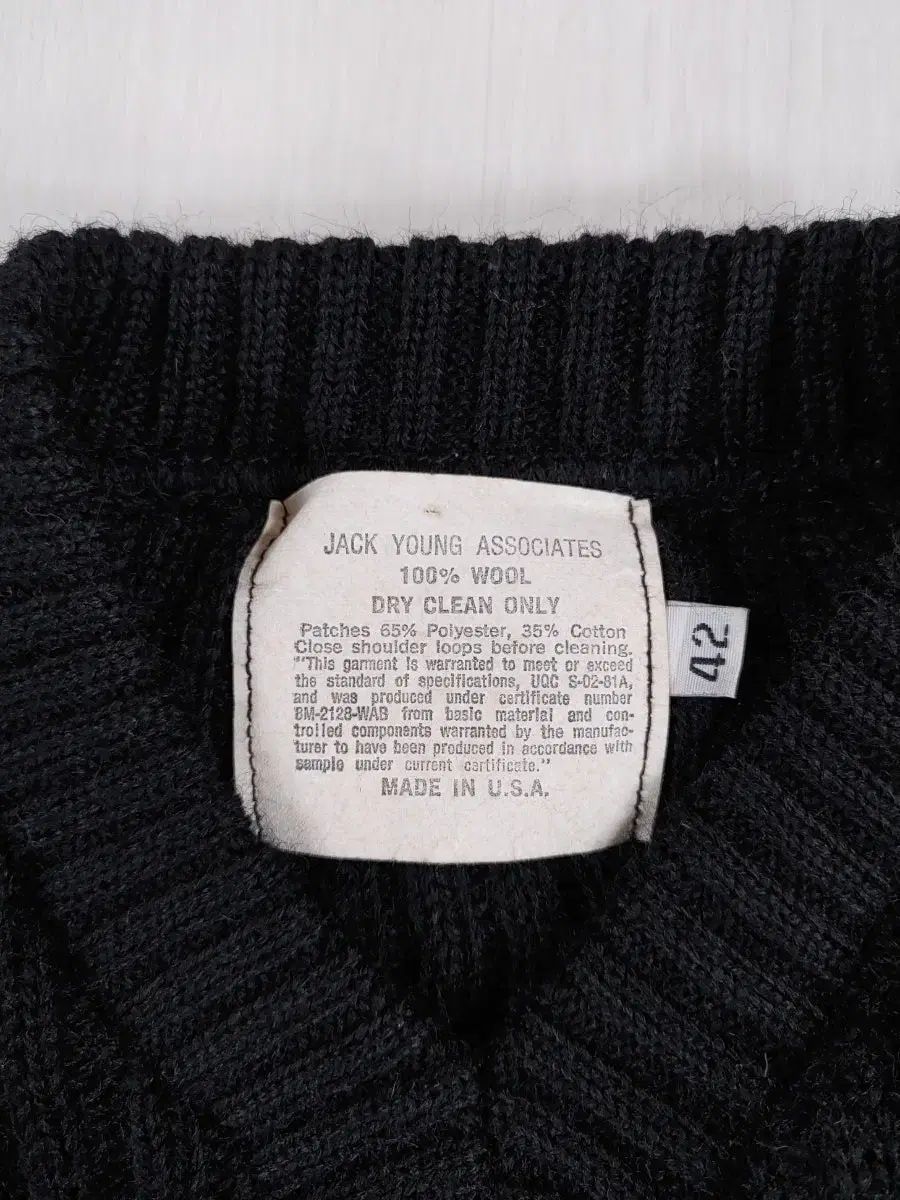 JACK YOUNG ASSOCIATES
100% WOOL
DRY CLEAN ONLY
Patches 65% Polyester, 35% Cotton
Close shoulder loops before cleaning.
"This garment is warranted to meet or exceed
the standard of specifications, UQC S-02-81A,
and was produced under certificate number
8M-2128-WAB from basic material and con-
trolled components warranted by the manufac-
turer to have been produced in accordance with
sample under current certificate."
MADE IN U.S.A.
42